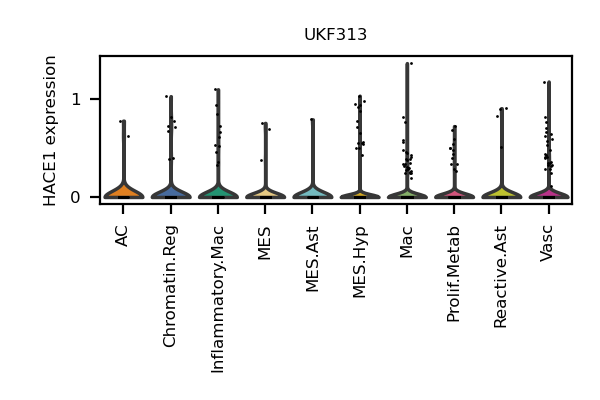 UKF313
HACE1 expression
1
0
AC
Chromatin.Reg
Inflammatory.Mac
MES
MES.Ast
MES.Hyp
Mac
Prolif.Metab
Reactive.Ast
Vasc